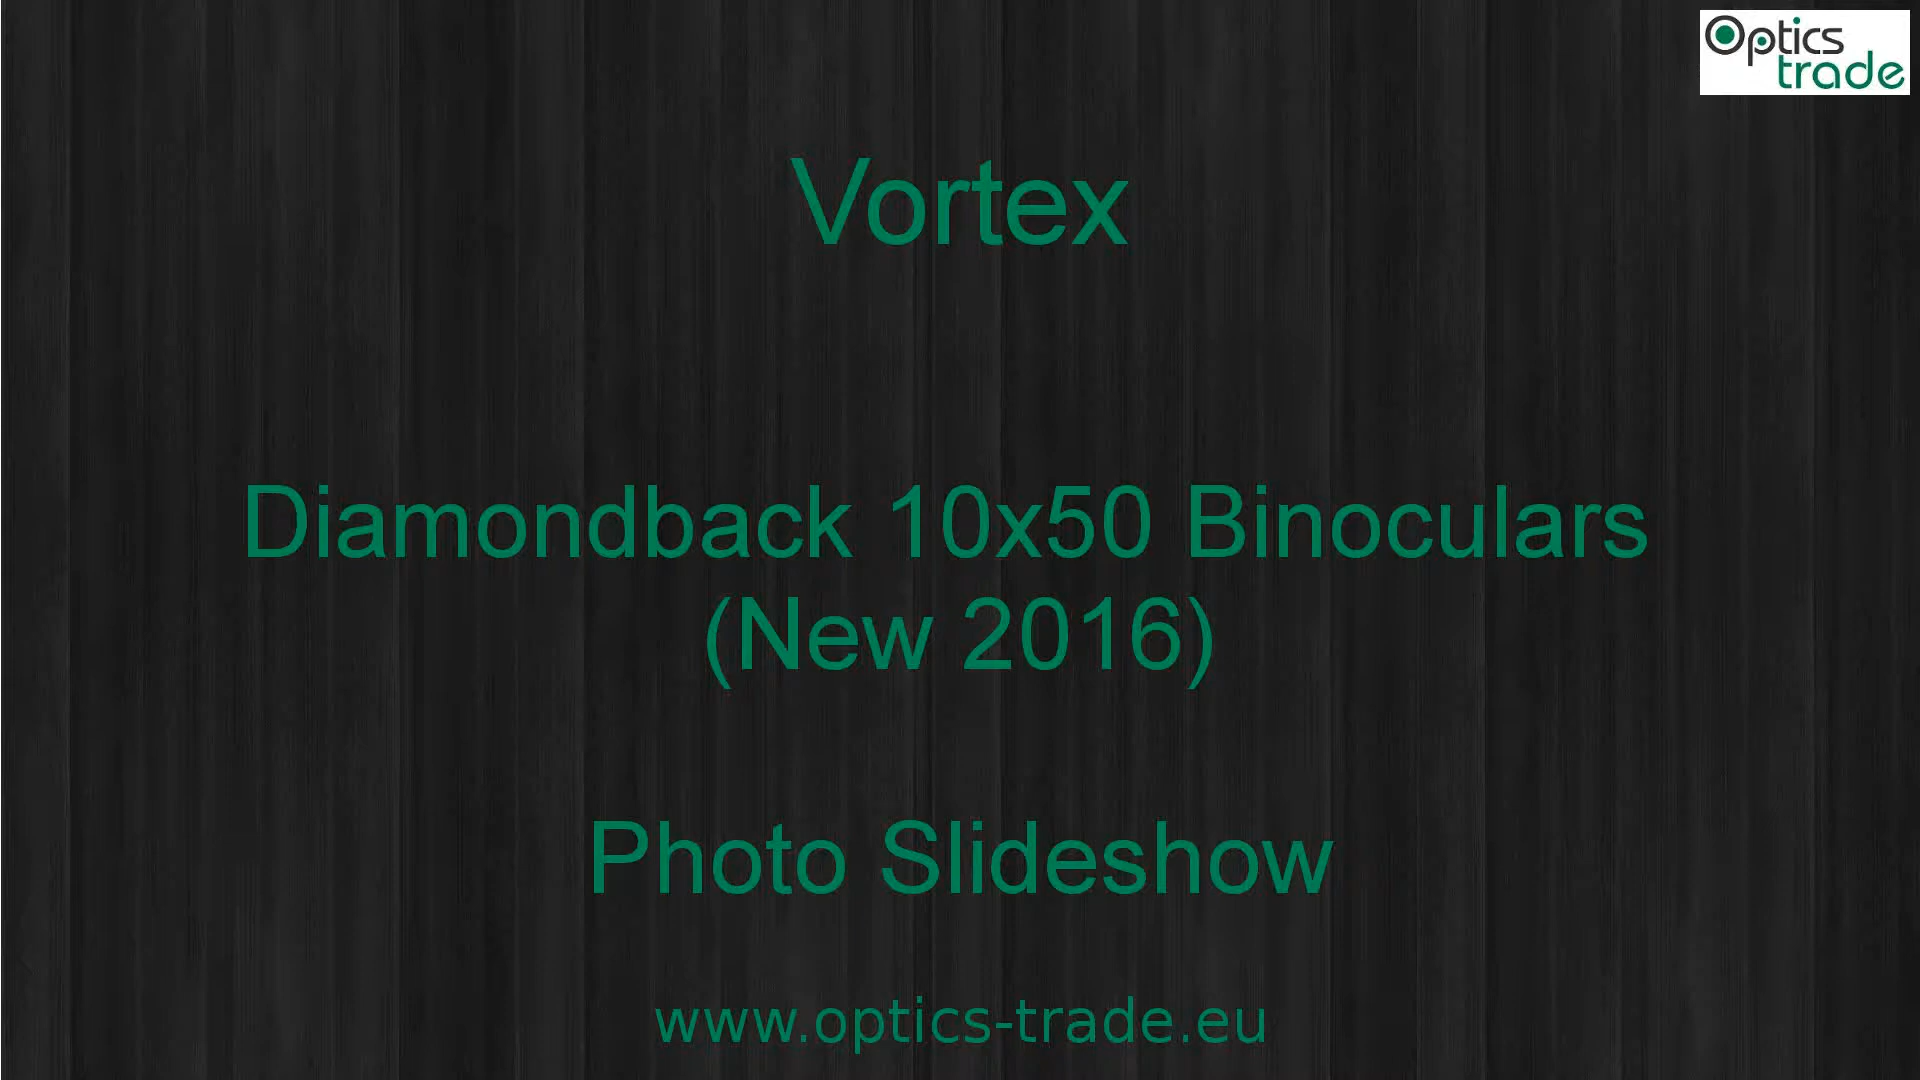 Optics
trade
Vortex
Diamondback 10x50 Binoculars
(New 2016)
Photo Slideshow
www.optics-trade.eu